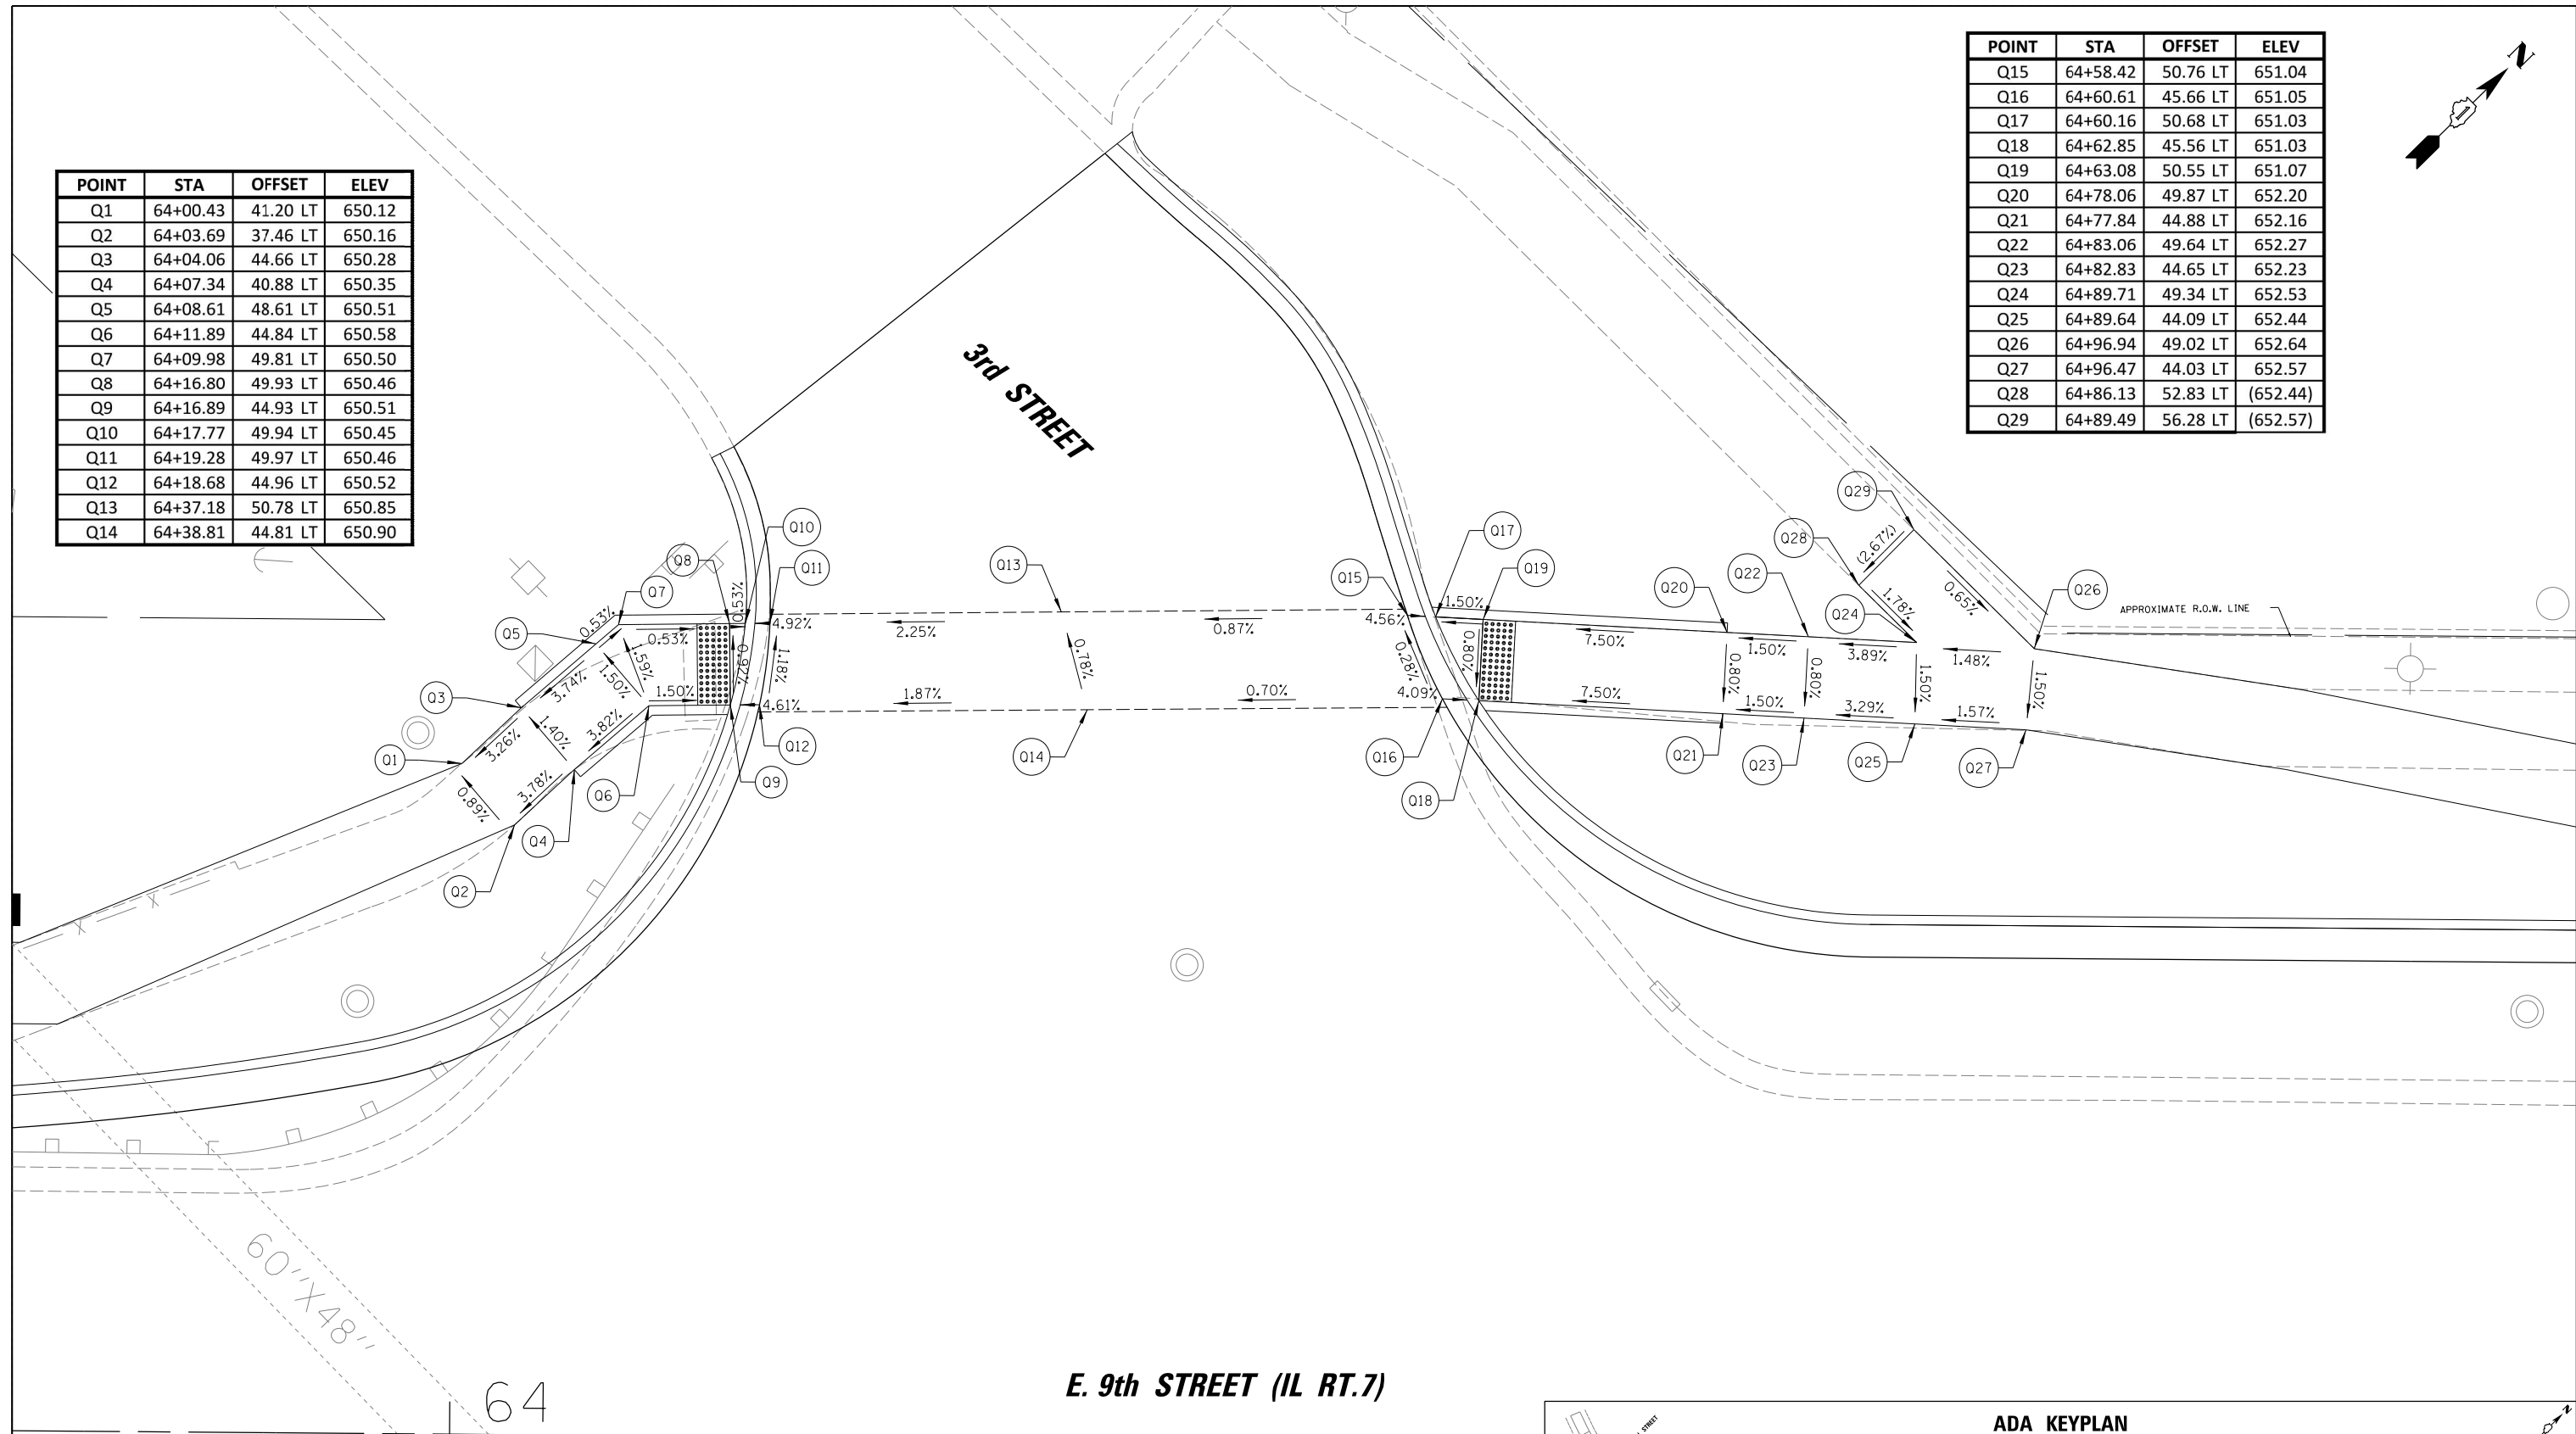 POINT STA OFFSET ELEV
Q1 64+00.43 41.20 LT 650.12
Q2 64+03.69 37.46 LT 650.16
Q3 64+04.06 44.66 LT 650.28
Q4 64+07.34 40.88 LT 650.35
Q5 64+08.61 48.61 LT 650.51
Q6 64+11.89 44.84 LT 650.58
Q7 64+09.98 49.81 LT 650.50
Q8 64+16.80 49.93 LT 650.46
Q9 64+16.89 44.93 LT 650.51
Q10 64+17.77 49.94 LT 650.45
Q11 64+19.28 49.97 LT 650.46
Q12 64+18.68 44.96 LT 650.52
Q13 64+37.18 50.78 LT 650.85
Q14 64+38.81 44.81 LT 650.90
POINT STA OFFSET ELEV
Q15 64+58.42 50.76 LT 651.04
Q16 64+60.61 45.66 LT 651.05
Q17 64+60.16 50.68 LT 651.03
Q18 64+62.85 45.56 LT 651.03
Q19 64+63.08 50.55 LT 651.07
Q20 64+78.06 49.87 LT 652.20
Q21 64+77.84 44.88 LT 652.16
Q22 64+83.06 49.64 LT 652.27
Q23 64+82.83 44.65 LT 652.23
Q24 64+89.71 49.34 LT 652.53
Q25 64+89.64 44.09 LT 652.44
Q26 64+96.94 49.02 LT 652.64
Q27 64+96.47 44.03 LT 652.57
Q28 64+86.13 52.83 LT (652.44)
Q29 64+89.49 56.28 LT (652.57)
N
3rd STREET
Q1
Q2
Q3
Q4
Q5
Q6
Q7
Q8
Q9
Q10
Q11
Q12
Q13
Q14
Q15
Q16
Q17
Q18
Q19
Q20
Q21
Q22
Q23
Q24
Q25
Q26
Q27
Q28
Q29
0.53%
0.53%
0.53%
1.59%
1.50%
1.50%
3.74%
3.82%
1.40%
3.26%
3.78%
0.89%
0.97%
4.92%
1.18%
4.61%
2.25%
1.87%
0.78%
0.87%
0.70%
4.56%
0.28%
4.09%
1.50%
0.80%
7.50%
7.50%
0.80%
1.50%
1.50%
0.80%
3.89%
3.29%
1.50%
1.48%
1.57%
1.50%
1.78%
0.65%
(2.67%)
APPROXIMATE R.O.W. LINE
60"X48"
64
E. 9th STREET (IL RT.7)
ADA KEYPLAN
STREET
N